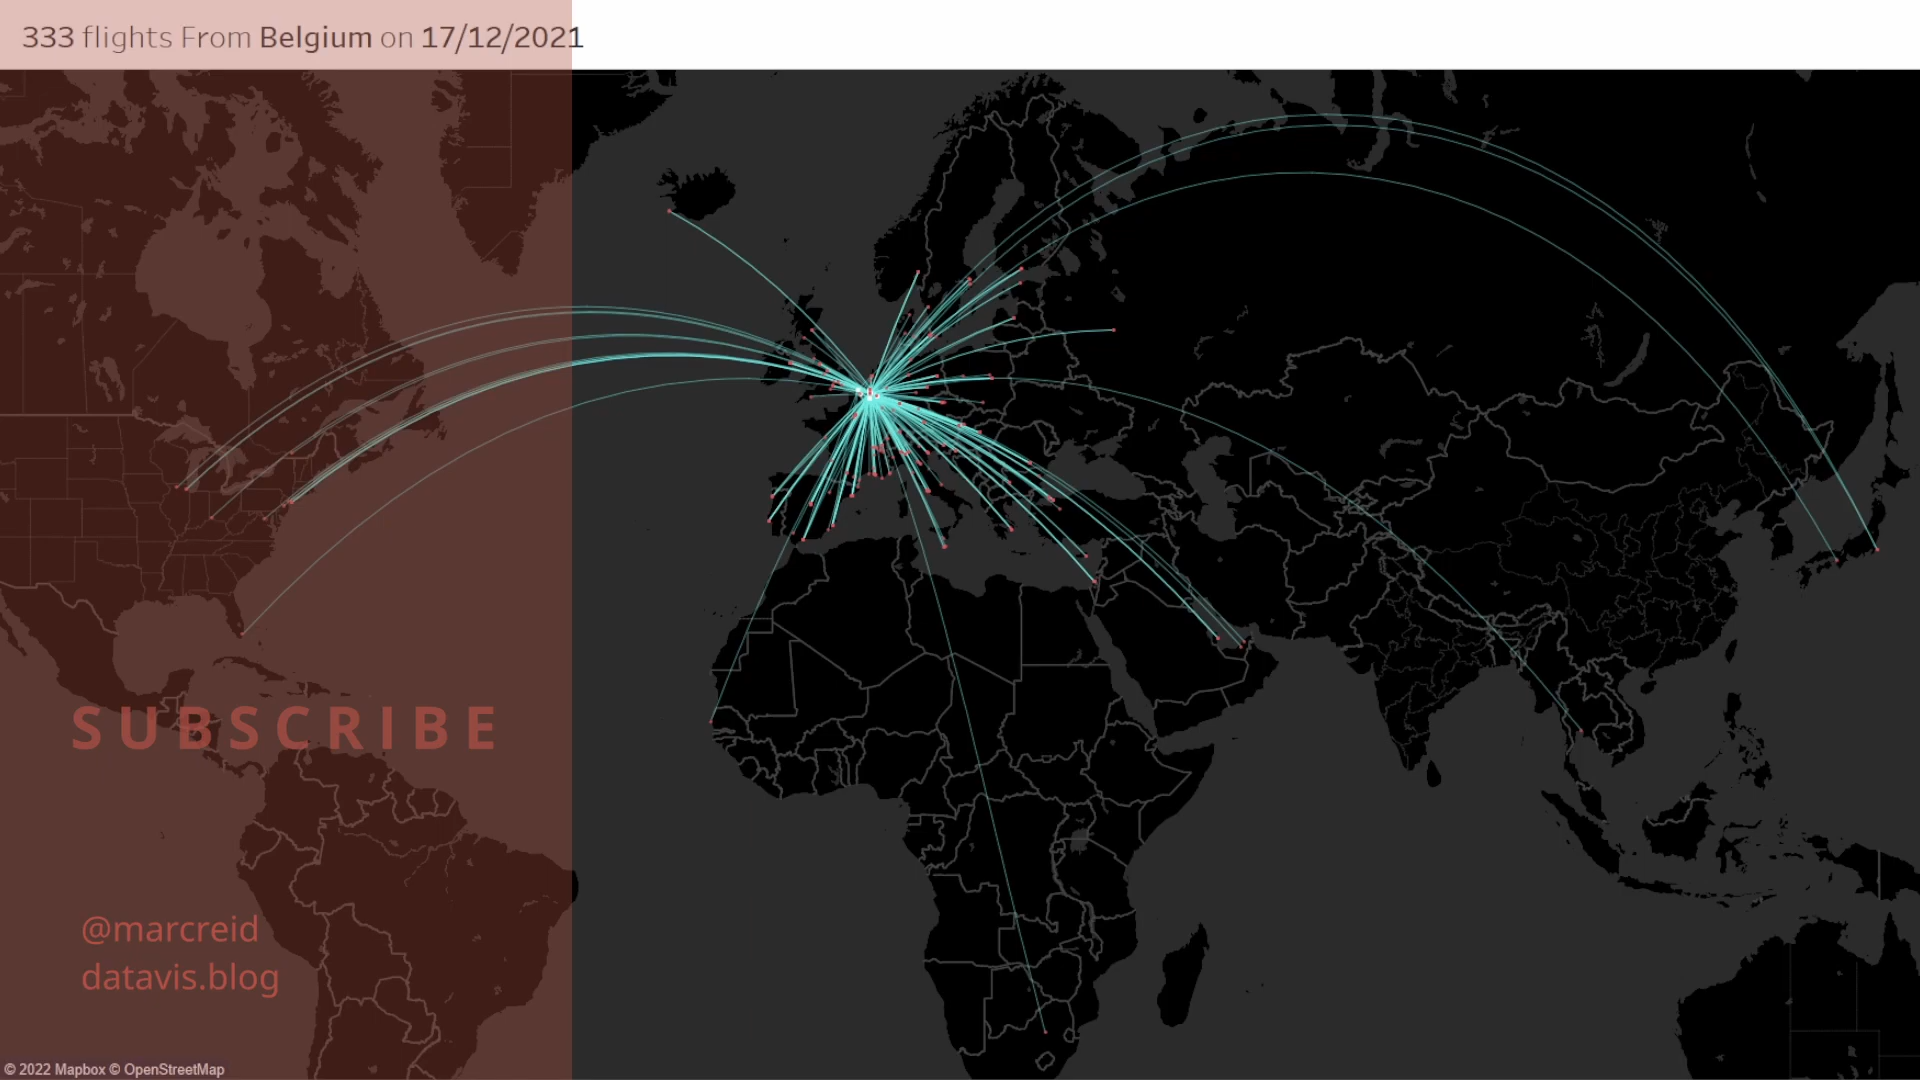 333 flights From Belgium on 17/12/2021
SUBSCRIBE
@marcreid
datavis.blog
© 2022 Mapbox © OpenStreetMap